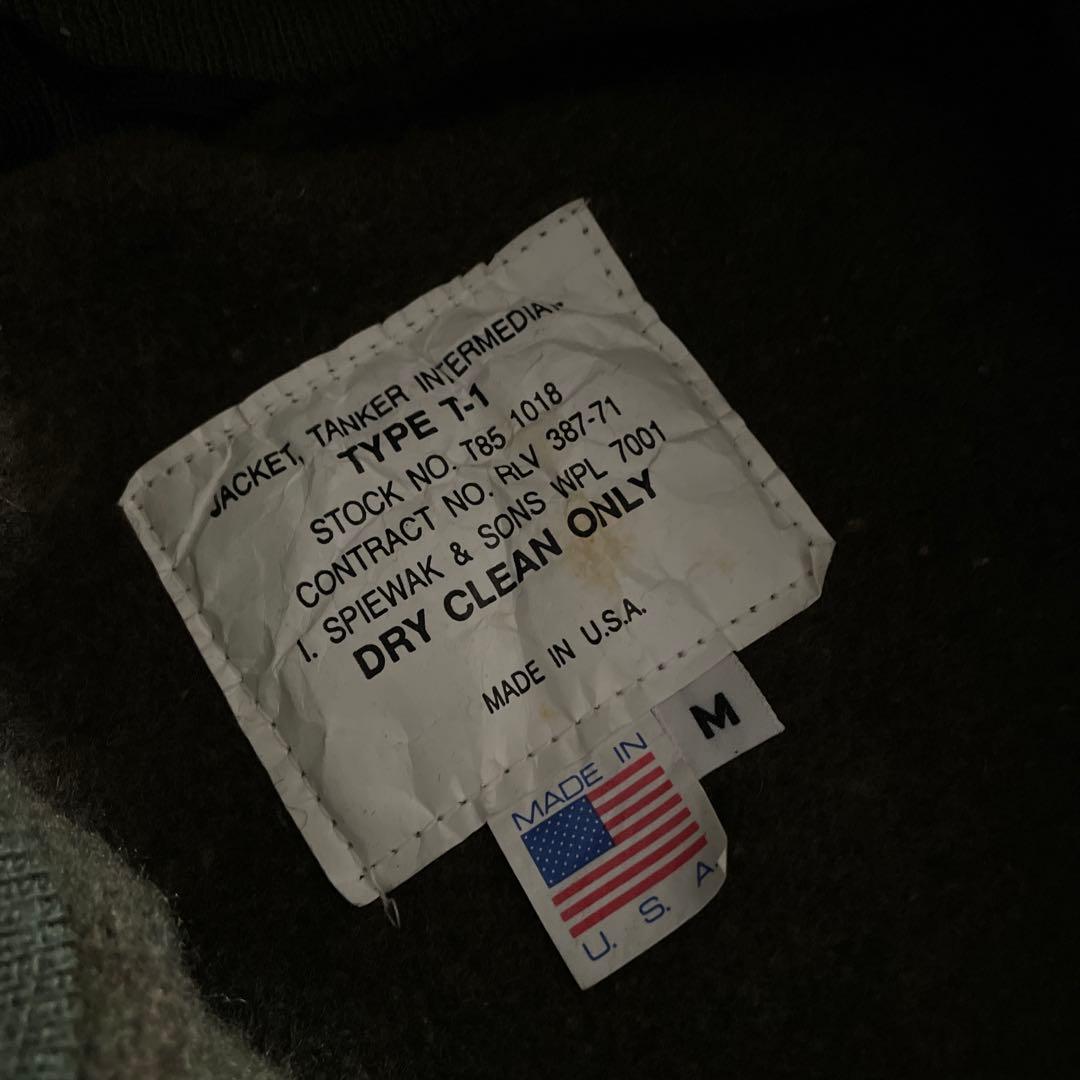 JACKET, TANKER INTERMEDIA
TYPE T-1
STOCK NO. T85 1018
CONTRACT NO. RLV 387-71
I. SPIEWAK & SONS WPL 7001
DRY CLEAN ONLY
MADE IN U.S.A.
M
MADE IN
U. S. A.